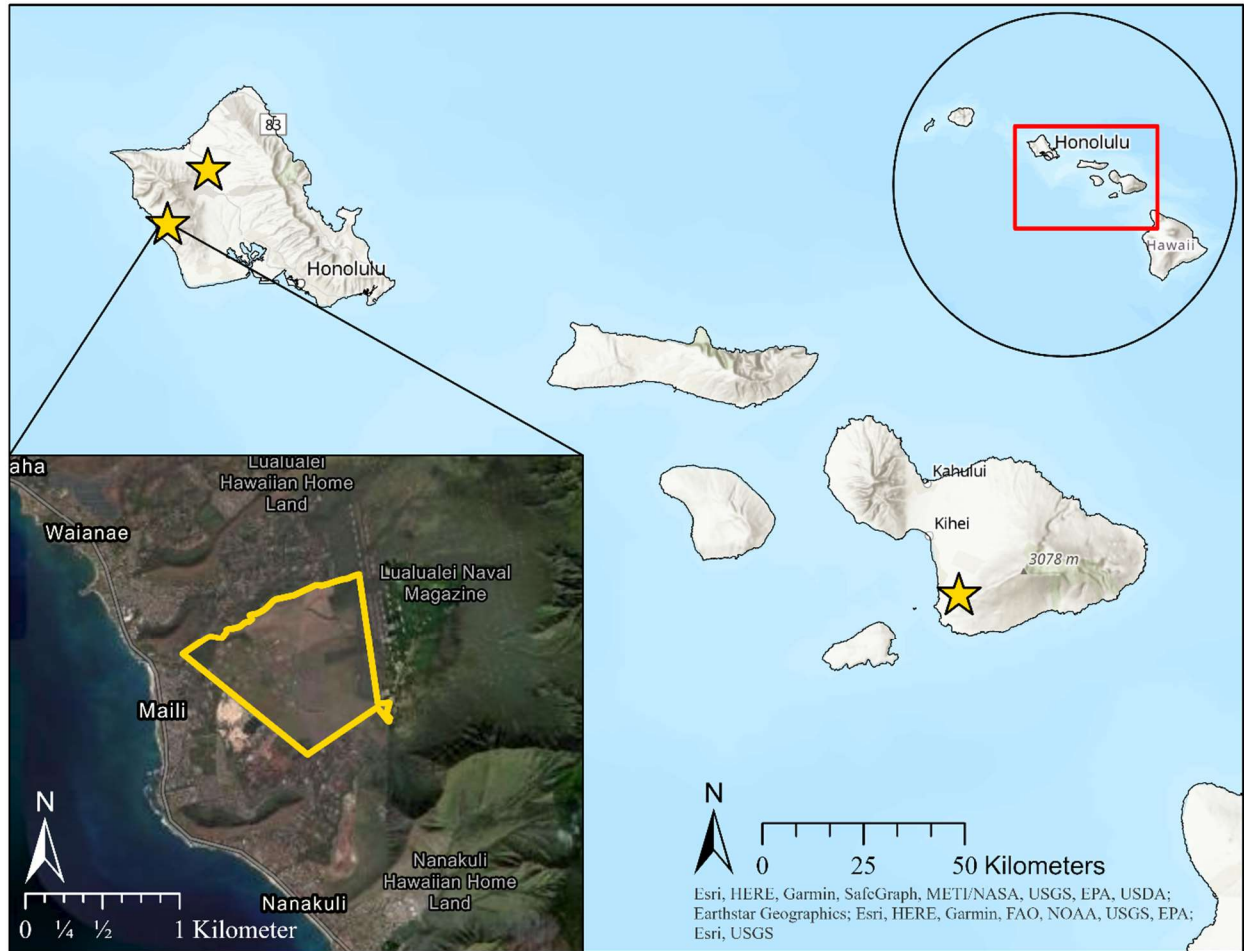 83
Honolulu
Honolulu
Hawaii
Kahului
Kihei
3078 m
aha
Lualualei
Hawaiian Home
Land
Waianae
Lualualei Naval
Magazine
Maili
Nanakuli
Hawaiian Home
Land
Nanakuli
N
0 ¼ ½ 1 Kilometer
N
0 25 50 Kilometers
Esri, HERE, Garmin, SafeGraph, METI/NASA, USGS, EPA, USDA;
Earthstar Geographics; Esri, HERE, Garmin, FAO, NOAA, USGS, EPA;
Esri, USGS